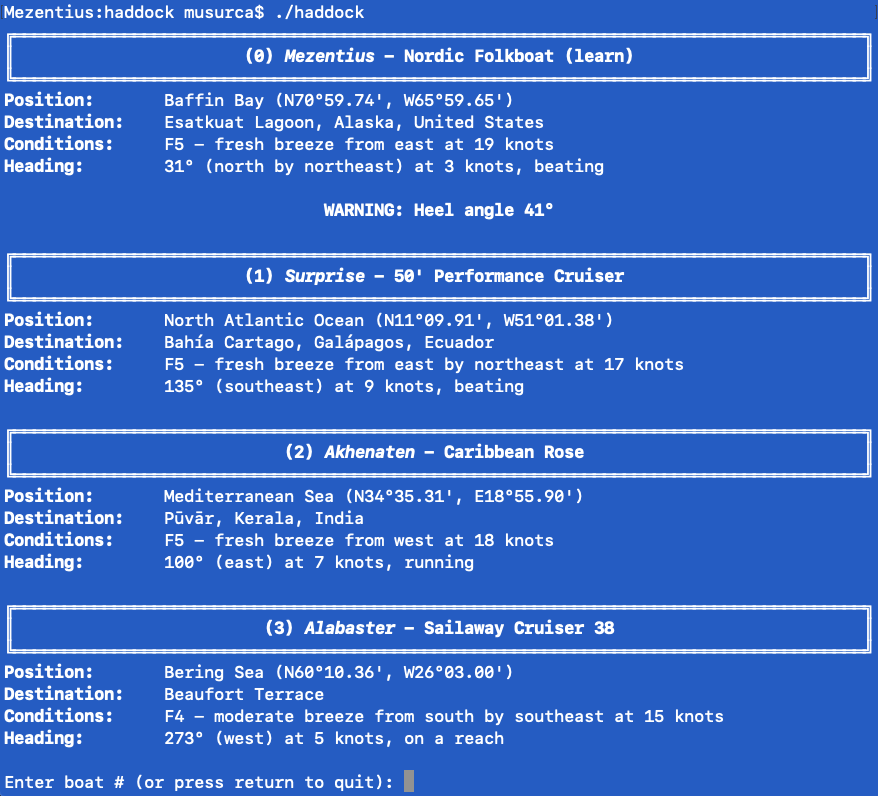 Mezentius:haddock musurca$ ./haddock
(0) Mezentius – Nordic Folkboat (learn)
Position: Baffin Bay (N70°59.74', W65°59.65')
Destination: Esatkuat Lagoon, Alaska, United States
Conditions: F5 – fresh breeze from east at 19 knots
Heading: 31° (north by northeast) at 3 knots, beating
WARNING: Heel angle 41°
(1) Surprise – 50' Performance Cruiser
Position: North Atlantic Ocean (N11°09.91', W51°01.38')
Destination: Bahía Cartago, Galápagos, Ecuador
Conditions: F5 – fresh breeze from east by northeast at 17 knots
Heading: 135° (southeast) at 9 knots, beating
(2) Akhenaten – Caribbean Rose
Position: Mediterranean Sea (N34°35.31', E18°55.90')
Destination: Pūvār, Kerala, India
Conditions: F5 – fresh breeze from west at 18 knots
Heading: 100° (east) at 7 knots, running
(3) Alabaster – Sailaway Cruiser 38
Position: Bering Sea (N60°10.36', W26°03.00')
Destination: Beaufort Terrace
Conditions: F4 – moderate breeze from south by southeast at 15 knots
Heading: 273° (west) at 5 knots, on a reach
Enter boat # (or press return to quit):